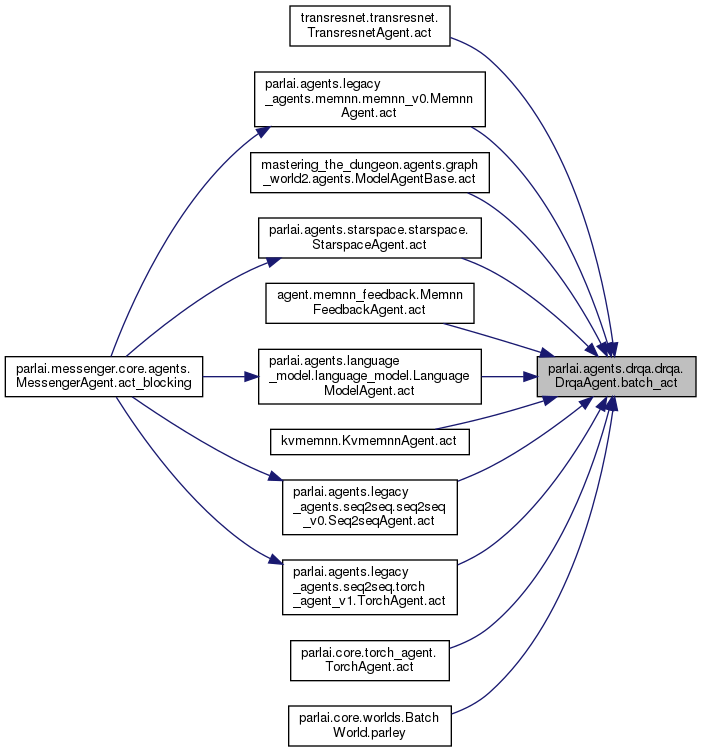 transresnet.transresnet.
TransresnetAgent.act
parlai.agents.legacy
_agents.memnn.memnn_v0.Memnn
Agent.act
mastering_the_dungeon.agents.graph
_world2.agents.ModelAgentBase.act
parlai.agents.starspace.starspace.
StarspaceAgent.act
agent.memnn_feedback.Memnn
FeedbackAgent.act
parlai.messenger.core.agents.
MessengerAgent.act_blocking
parlai.agents.language
_model.language_model.Language
ModelAgent.act
parlai.agents.drqa.drqa.
DrqaAgent.batch_act
kvmemnn.KvmemnnAgent.act
parlai.agents.legacy
_agents.seq2seq.seq2seq
_v0.Seq2seqAgent.act
parlai.agents.legacy
_agents.seq2seq.torch
_agent_v1.TorchAgent.act
parlai.core.torch_agent.
TorchAgent.act
parlai.core.worlds.Batch
World.parley